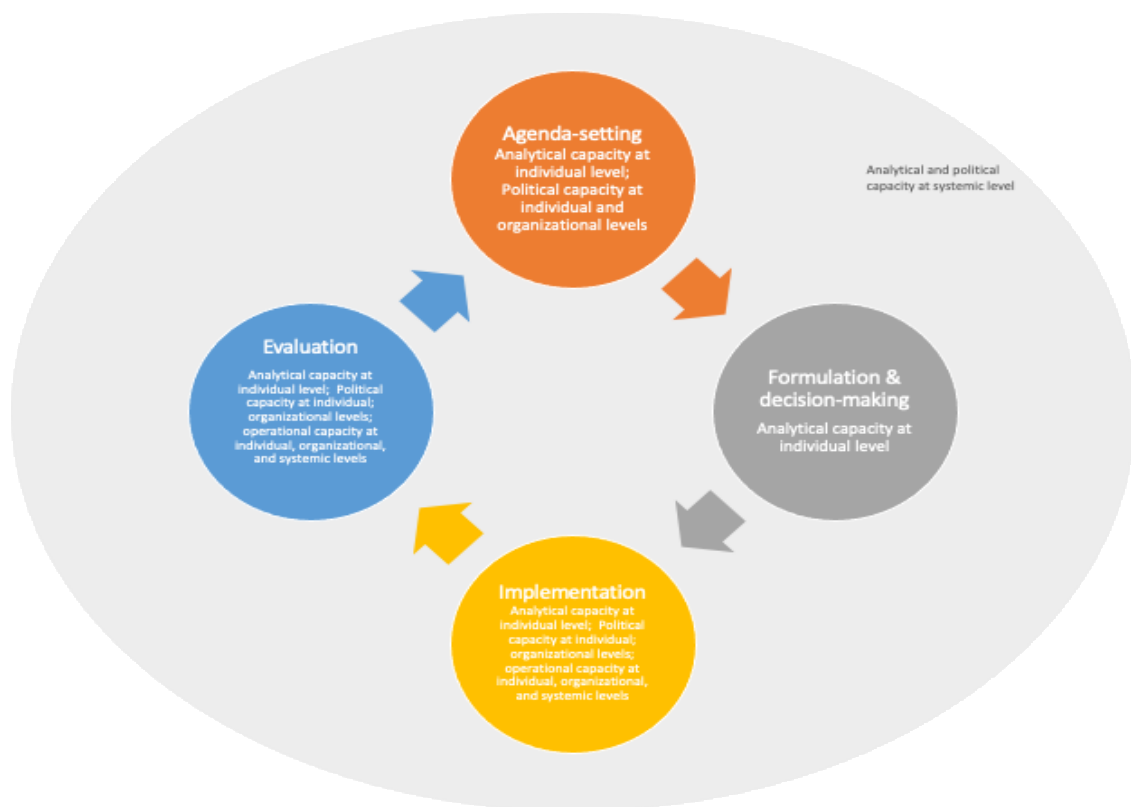 Agenda-setting
Analytical capacity at
individual level;
Political capacity at
individual and
organizational levels
Analytical and political
capacity at systemic level
Evaluation
Analytical capacity at
individual level; Political
capacity at individual;
organizational levels;
operational capacity at
individual, organizational,
and systemic levels
Formulation &
decision-making
Analytical capacity at
individual level
Implementation
Analytical capacity at
individual level; Political
capacity at individual;
organizational levels;
operational capacity at
individual, organizational,
and systemic levels